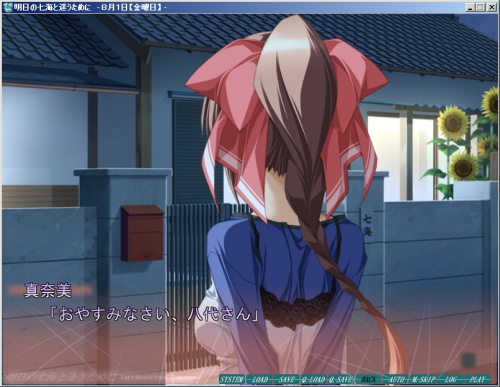 明日の七海と逢うために -8月1日【金曜日】-
七海
真奈美
「おやすみなさい、八代さん」
SYSTEM LOAD SAVE Q-LOAD Q-SAVE BACK AUTO M-SKIP LOG PLAY